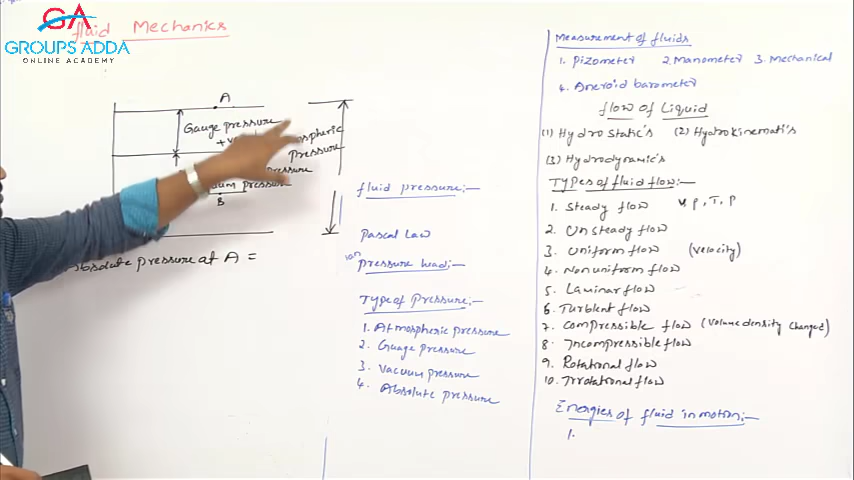 fluid Mechanics
GA
GROUPS ADDA
ONLINE ACADEMY
A
Gauge pressure
+ve
pressure
pressure
B
Absolute pressure at A =
fluid pressure:-
Pascal Law
pressure head:-
Type of Pressure:-
1. Atmospheric pressure
2. Guage pressure
3. Vacuum pressure
4. Absolute pressure
Measurement of fluids
1. Pizometer 2. Manometer 3. Mechanical
4. Aneroid barometer
flow of Liquid
(1) Hydrostatic's (2) Hydrokinemati's
(3) Hydrodynamic's
Types of fluid flow:-
1. Steady flow P, T, P
2. Unsteady flow
3. Uniform flow (velocity)
4. Nonuniform flow
5. Laminar flow
6. Turblent flow
7. Compressible flow (Volume density changed)
8. Incompressible flow
9. Rotational flow
10. Irrotational flow
Energies of fluid in motion:-
1.